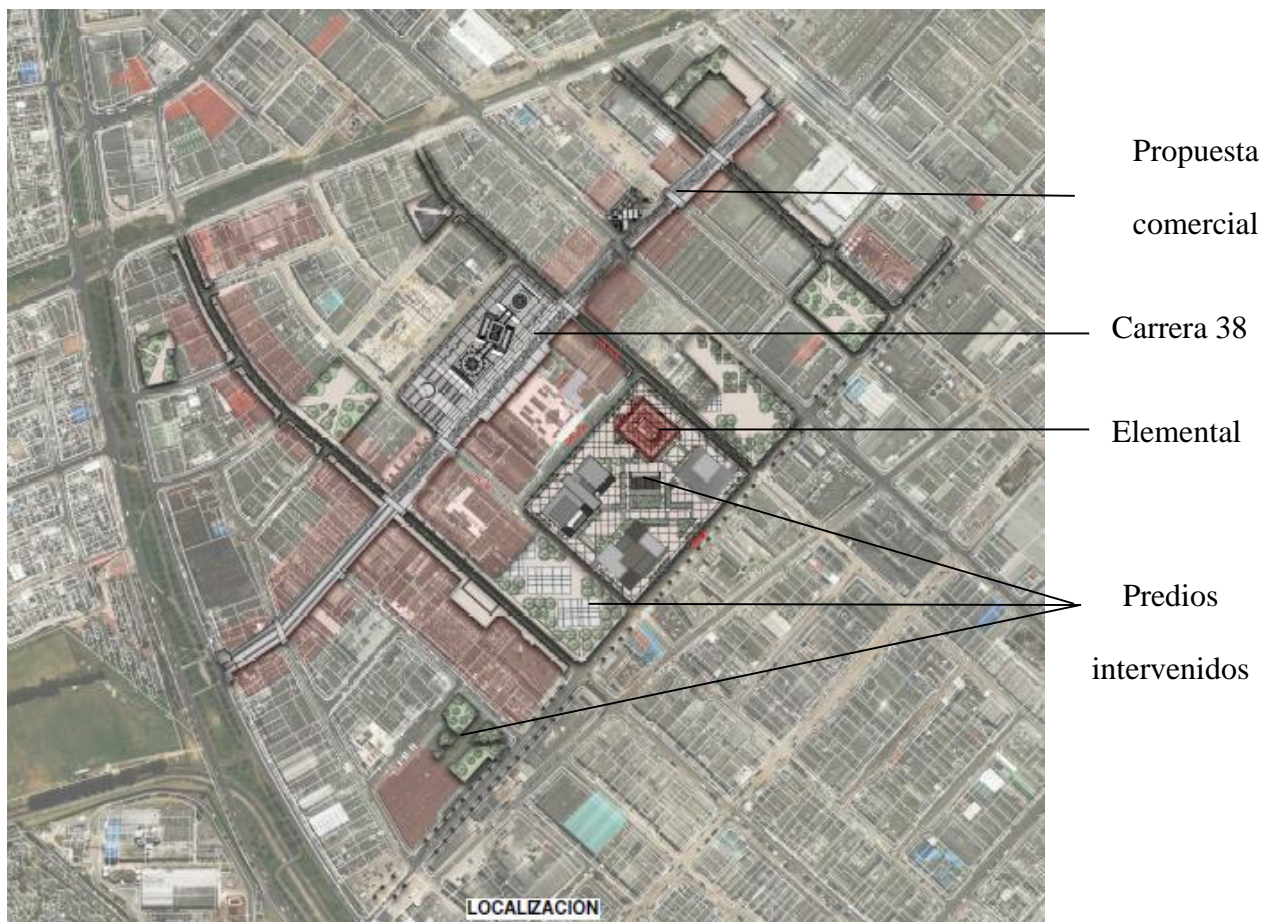 Propuesta
comercial
Carrera 38
Elemental
Predios
intervenidos
LOCALIZACIÓN